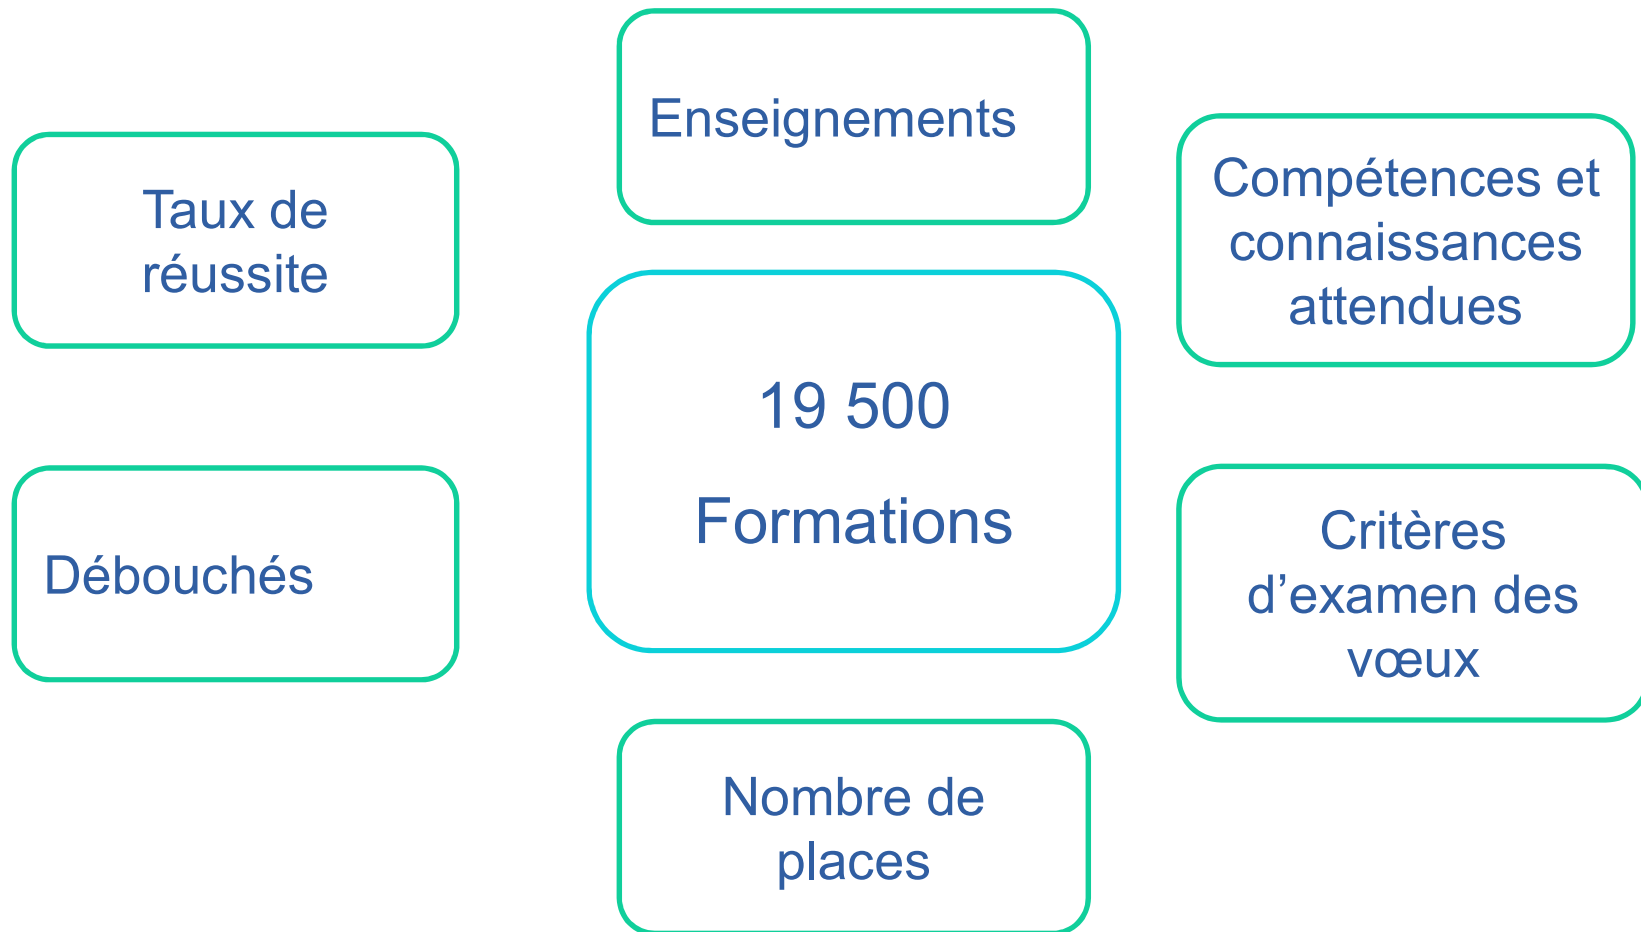 Enseignements
Taux de
réussite
Compétences et
connaissances
attendues
19 500
Formations
Débouchés
Critères
d’examen des
vœux
Nombre de
places